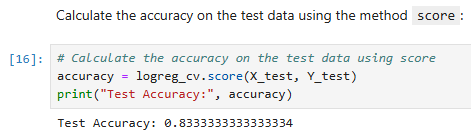 Calculate the accuracy on the test data using the method score :
[16]: # Calculate the accuracy on the test data using score
accuracy = logreg_cv.score(X_test, Y_test)
print("Test Accuracy:", accuracy)
Test Accuracy: 0.8333333333333334